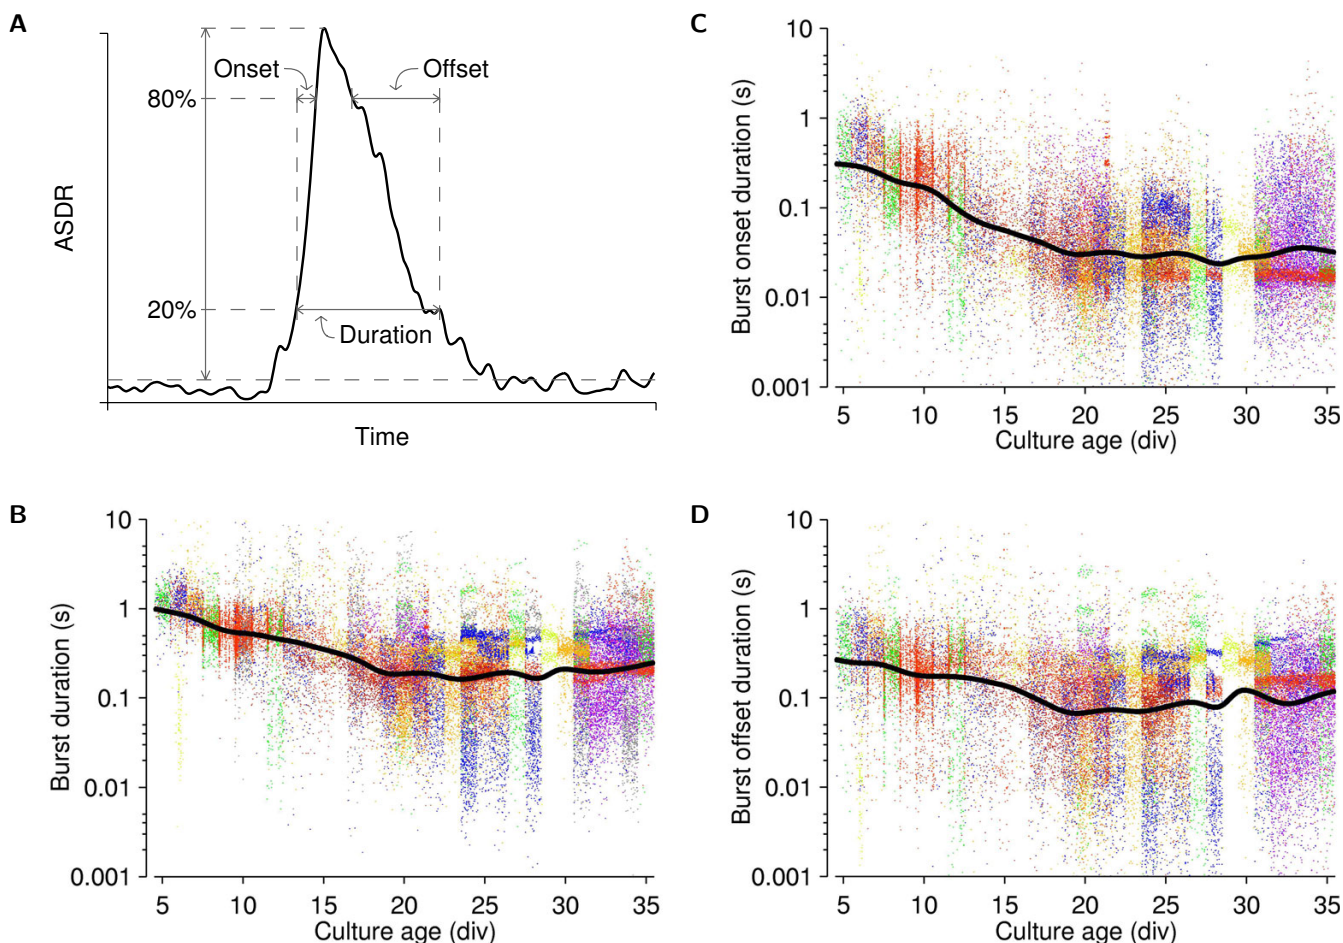 A
Onset
Offset
80%
20%
Duration
ASDR
Time
B
10
1
0.1
0.01
0.001
Burst duration (s)
5 10 15 20 25 30 35
Culture age (div)
C
10
1
0.1
0.01
0.001
Burst onset duration (s)
5 10 15 20 25 30 35
Culture age (div)
D
10
1
0.1
0.01
0.001
Burst offset duration (s)
5 10 15 20 25 30 35
Culture age (div)